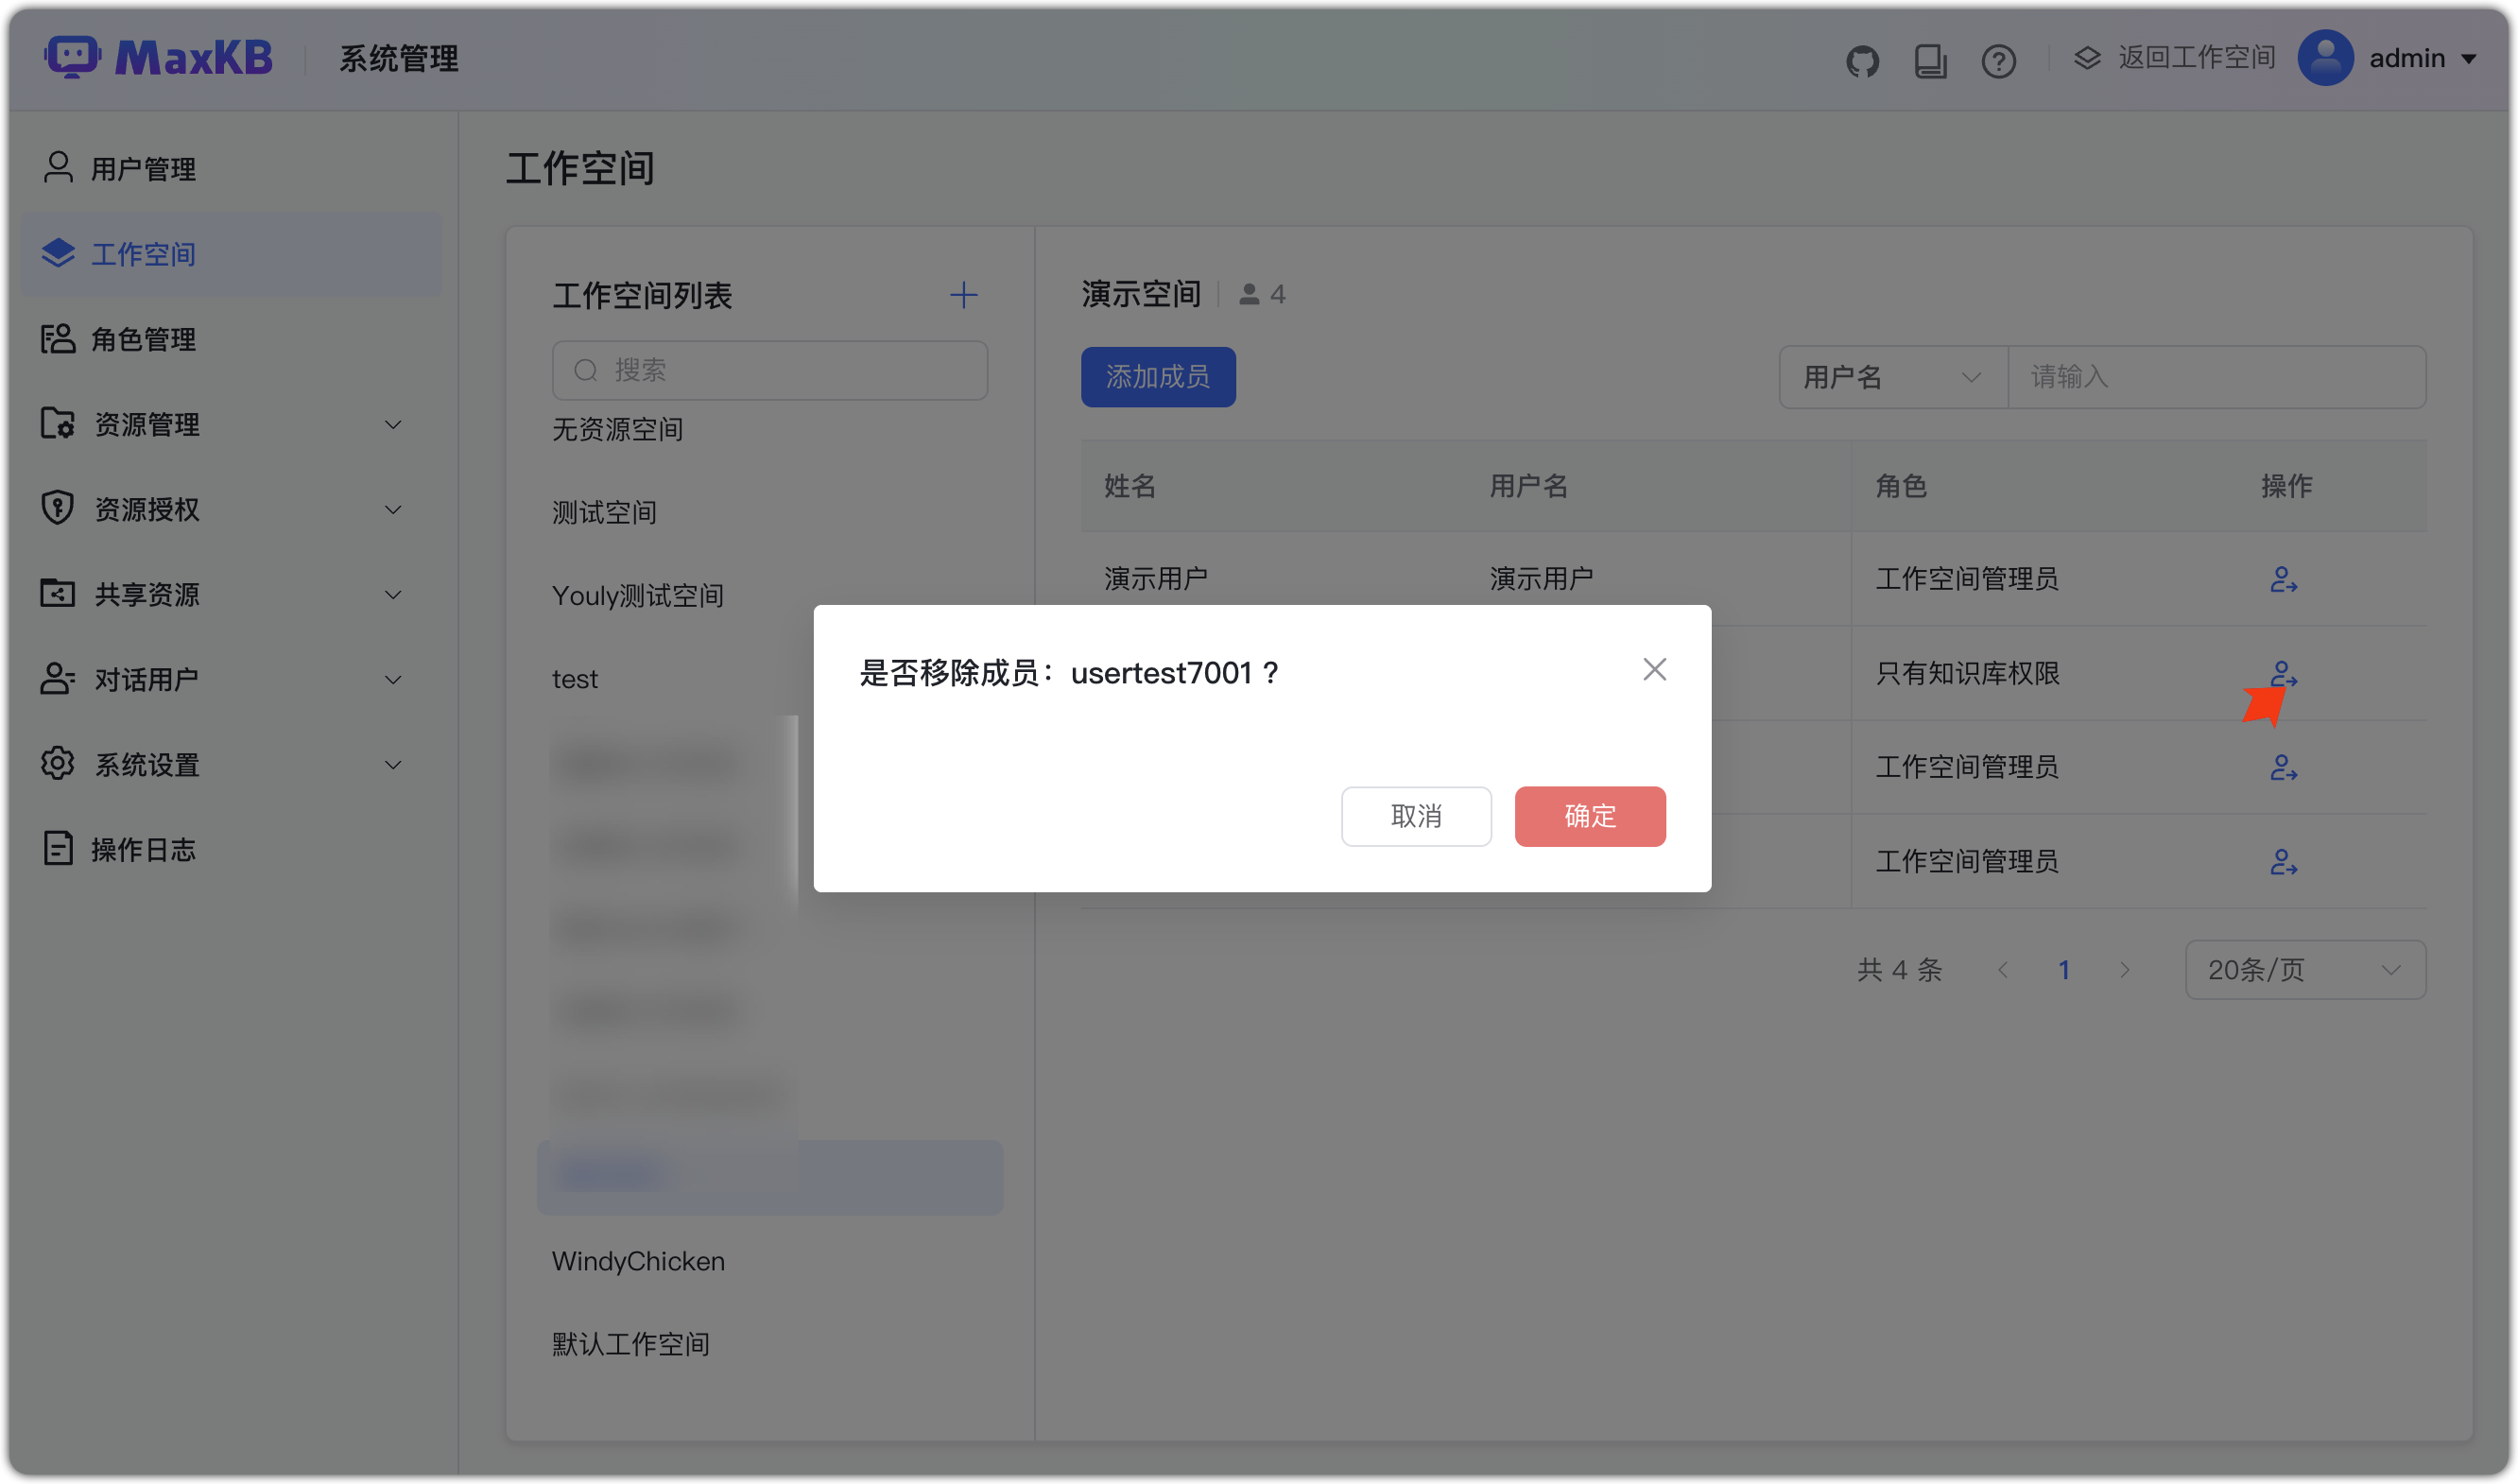 MaxKB
系统管理
返回工作空间
admin
用户管理
工作空间
角色管理
资源管理
资源授权
共享资源
对话用户
系统设置
操作日志
工作空间
工作空间列表
搜索
无资源空间
测试空间
Youly测试空间
test
WindyChicken
默认工作空间
演示空间 4
添加成员
用户名 请输入
姓名 用户名 角色 操作
演示用户 演示用户 工作空间管理员
只有知识库权限
工作空间管理员
工作空间管理员
共 4 条 1 20条/页
是否移除成员：usertest7001 ?
取消 确定